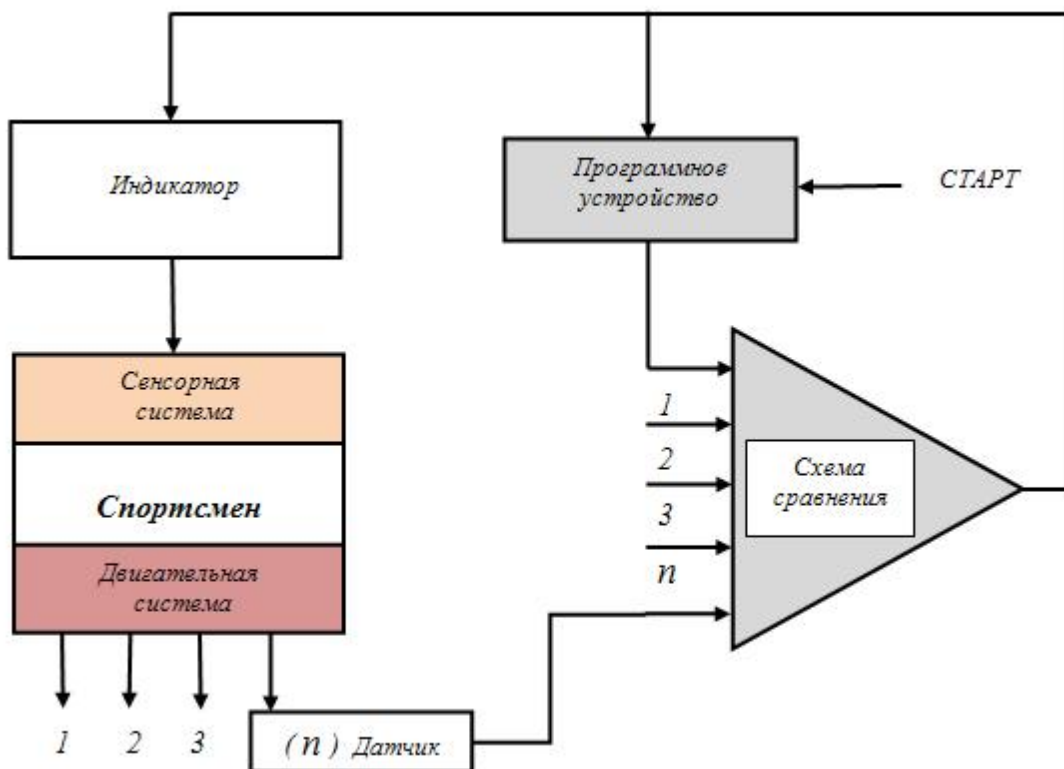 Индикатор
Программное
устройство
СТАРТ
Сенсорная
система
Спортсмен
Двигательная
система
1
2
3
n
Схема
сравнения
1 2 3
(n) Датчик